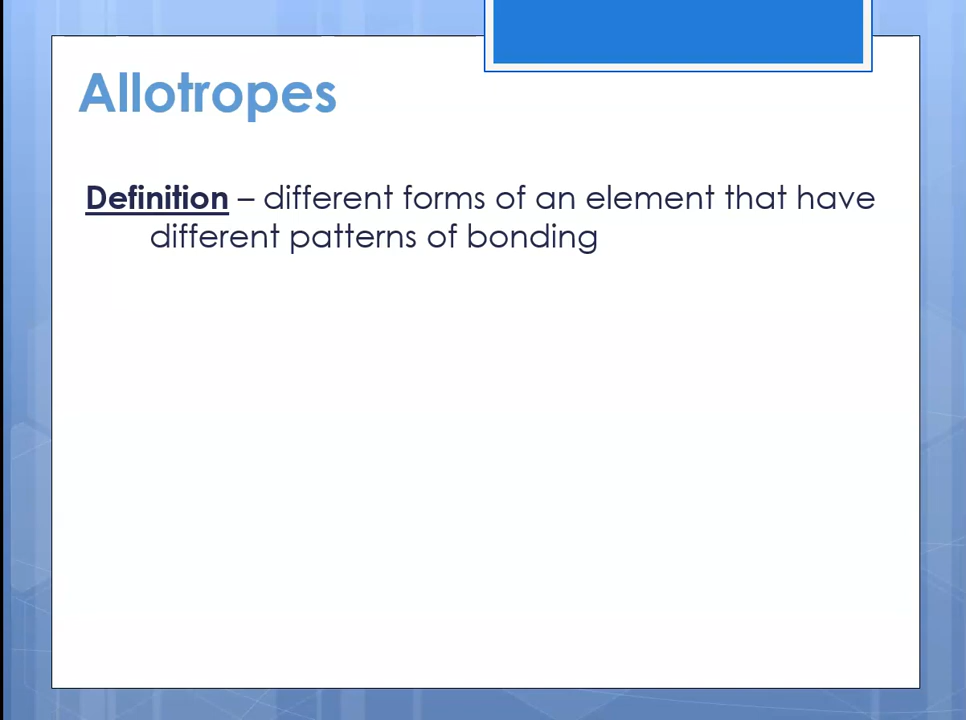 Allotropes
Definition – different forms of an element that have
different patterns of bonding